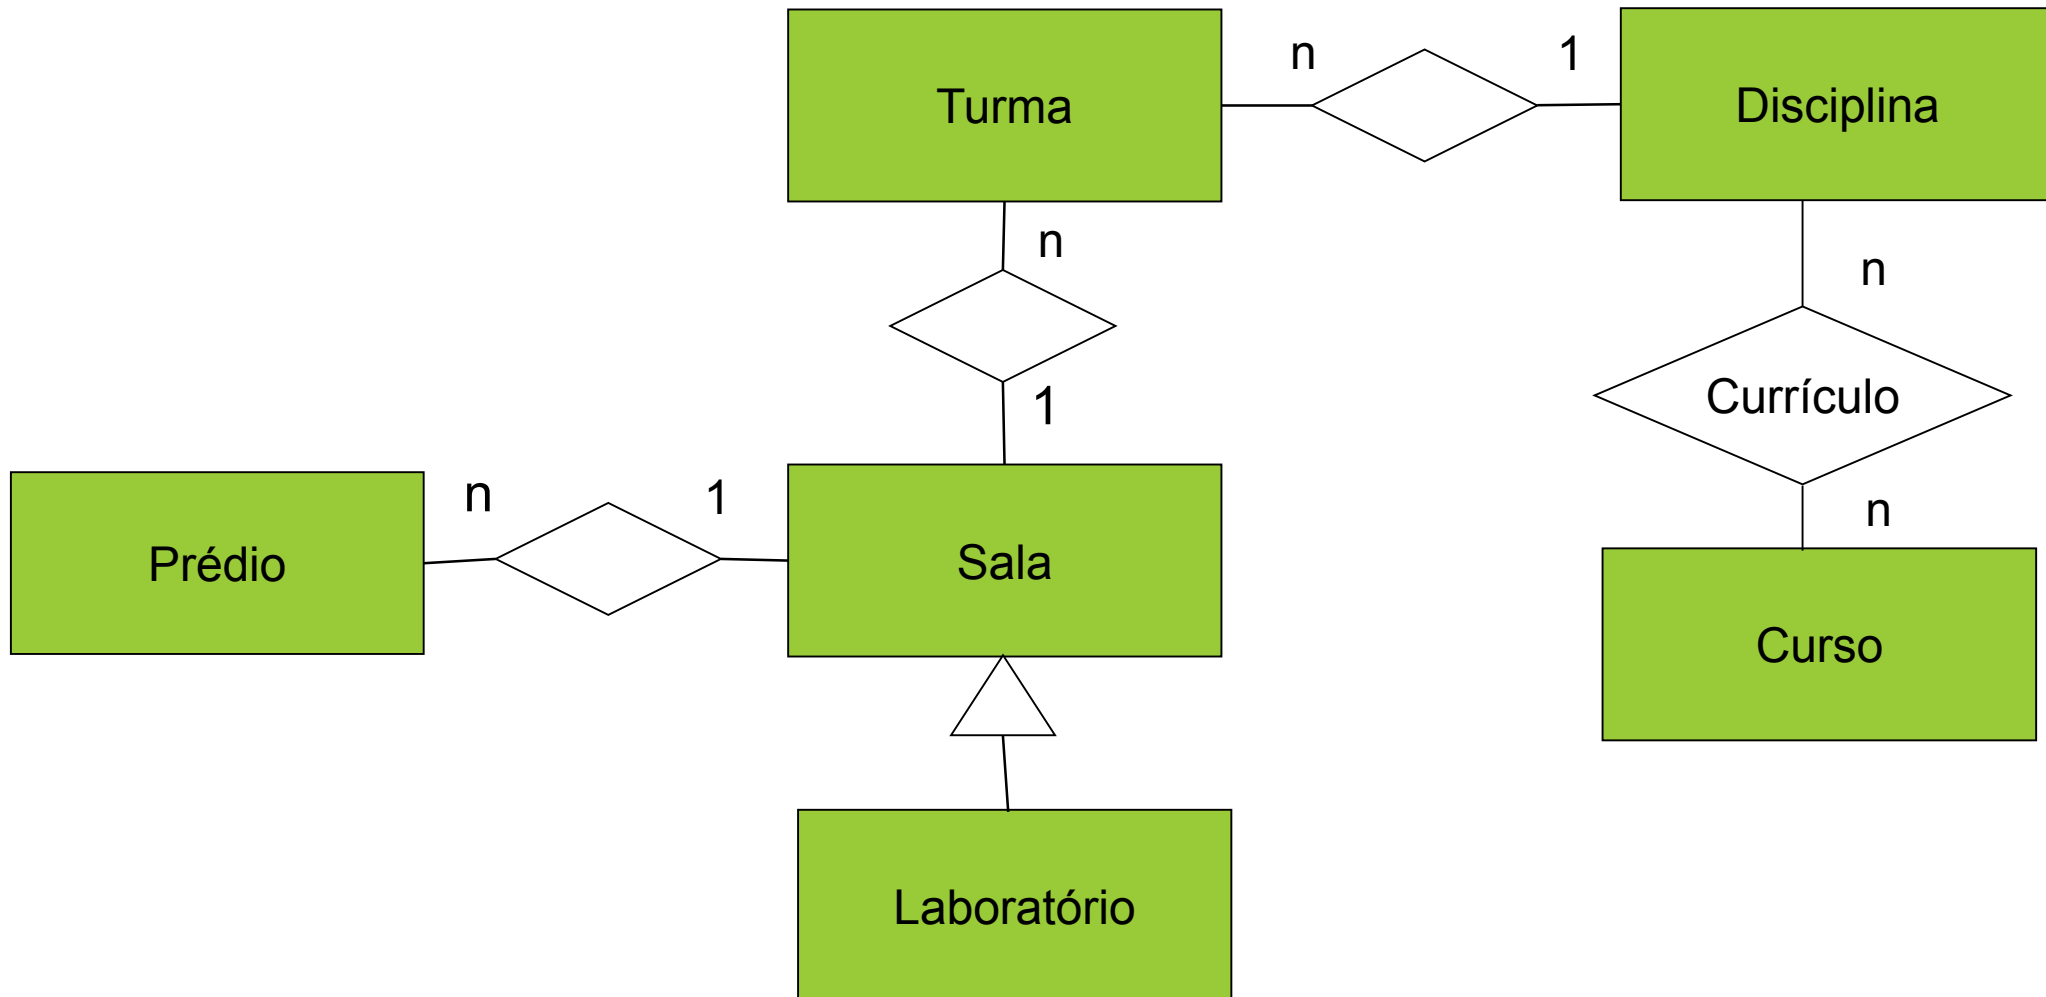 Turma
n
1
Disciplina
n
n
1
Currículo
n
Prédio
n
1
Sala
Curso
Laboratório